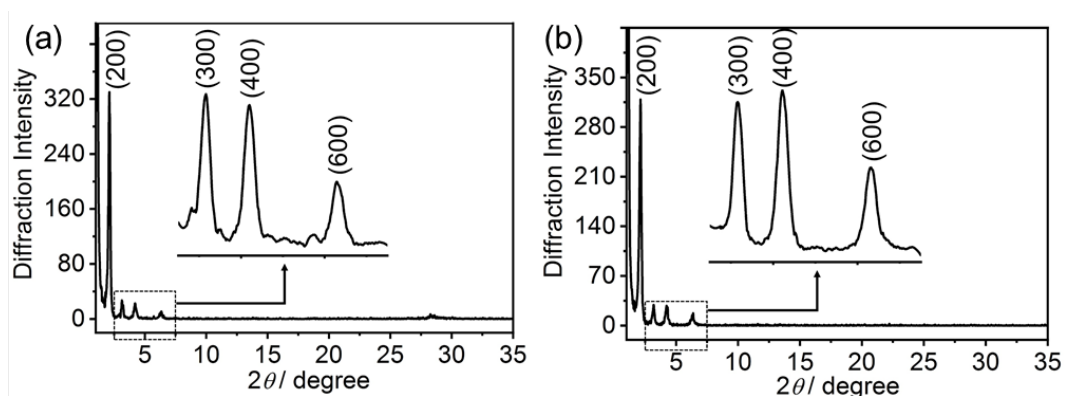 (a)
Diffraction Intensity
320
240
160
80
0
(200)
(300)
(400)
(600)
5 10 15 20 25 30 35
2θ / degree
(b)
Diffraction Intensity
350
280
210
140
70
0
(200)
(300)
(400)
(600)
5 10 15 20 25 30 35
2θ / degree